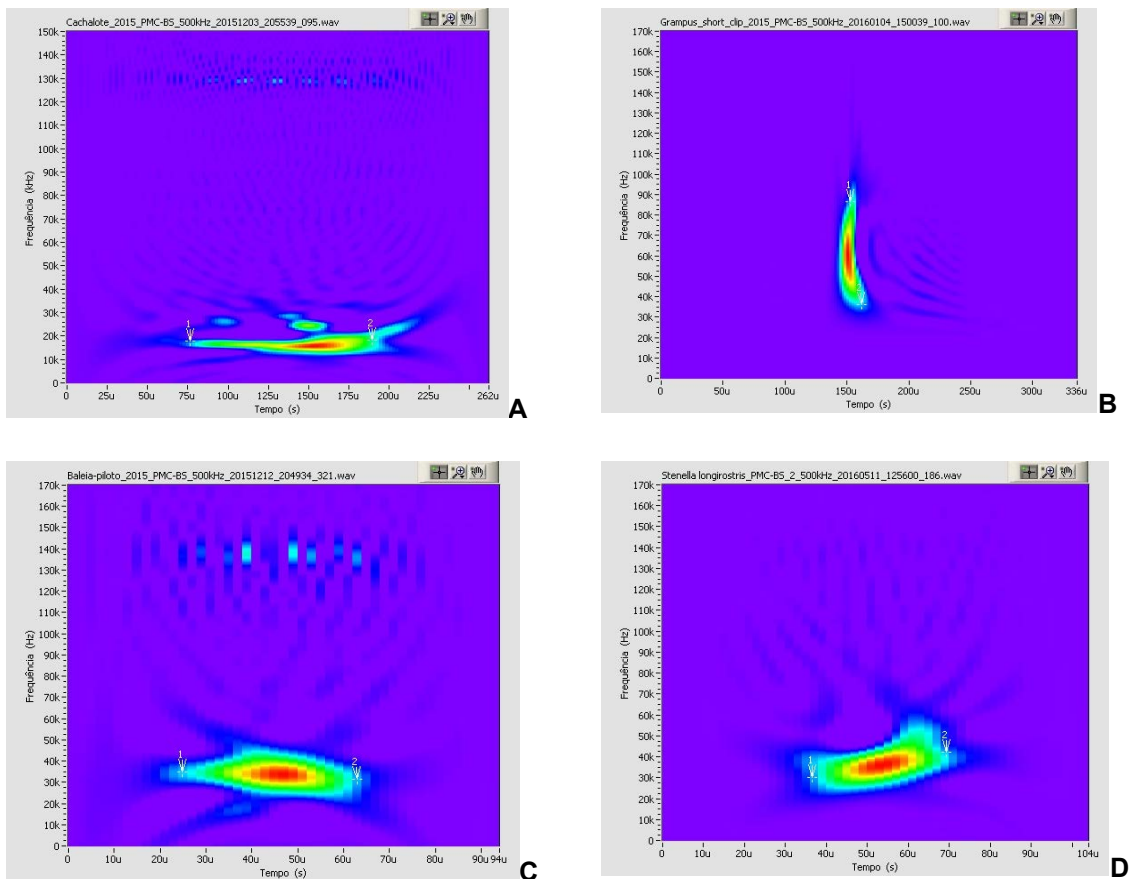 Cachalote_2015_PMC-BS_500kHz_20151203_205539_095.wav
150k
140k
130k
120k
110k
100k
90k
80k
70k
60k
50k
40k
30k
20k
10k
0
Frequência (kHz)
1
2
0 25u 50u 75u 100u 125u 150u 175u 200u 225u 262u
Tempo (s)
A
Grampus_short_clip_2015_PMC-BS_500kHz_20160104_150039_100.wav
170k
160k
150k
140k
130k
120k
110k
100k
90k
80k
70k
60k
50k
40k
30k
20k
10k
0
Frequência (Hz)
1
0 50u 100u 150u 200u 250u 300u 336u
Tempo (s)
B
Baleia-piloto_2015_PMC-BS_500kHz_20151212_204934_321.wav
170k
160k
150k
140k
130k
120k
110k
100k
90k
80k
70k
60k
50k
40k
30k
20k
10k
0
Frequência (Hz)
1
2
0 10u 20u 30u 40u 50u 60u 70u 80u 90u 94u
Tempo (s)
C
Stenella longirostris_PMC-BS_2_500kHz_20160511_125600_186.wav
170k
160k
150k
140k
130k
120k
110k
100k
90k
80k
70k
60k
50k
40k
30k
20k
10k
0
Frequência (Hz)
1
2
0 10u 20u 30u 40u 50u 60u 70u 80u 90u 104u
Tempo (s)
D